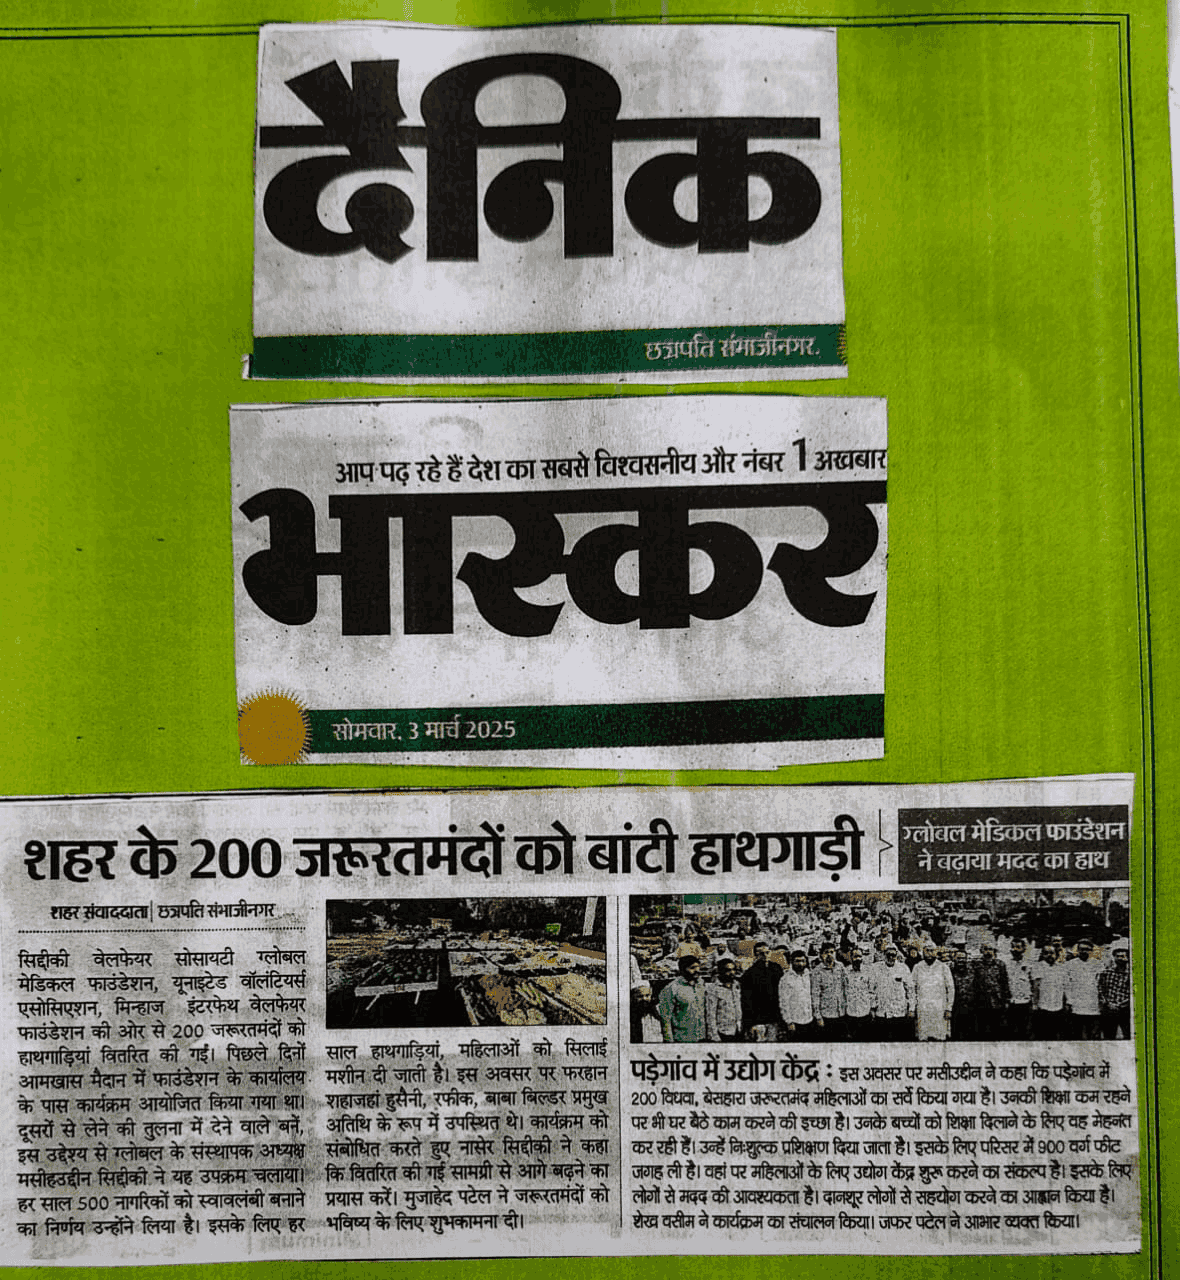 दैनिक
छत्रपति संभाजीनगर.
आप पढ़ रहे हैं देश का सबसे विश्वसनीय और नंबर 1 अखबार
भास्कर
सोमवार, 3 मार्च 2025
शहर के 200 जरूरतमंदों को बांटी हाथगाड़ी
ग्लोबल मेडिकल फाउंडेशन
ने बढ़ाया मदद का हाथ
शहर संवाददाता| छत्रपति संभाजीनगर
सिद्दीकी वेलफेयर सोसायटी ग्लोबल
मेडिकल फाउंडेशन, यूनाइटेड वॉलंटियर्स
एसोसिएशन, मिन्हाज इंटरफेथ वेलफेयर
फाउंडेशन की ओर से 200 जरूरतमंदों को
हाथगाड़ियां वितरित की गईं। पिछले दिनों
आमखास मैदान में फाउंडेशन के कार्यालय
के पास कार्यक्रम आयोजित किया गया था।
दूसरों से लेने की तुलना में देने वाले बनें,
इस उद्देश्य से ग्लोबल के संस्थापक अध्यक्ष
मसीहउद्दीन सिद्दीकी ने यह उपक्रम चलाया।
हर साल 500 नागरिकों को स्वावलंबी बनाने
का निर्णय उन्होंने लिया है। इसके लिए हर
साल हाथगाड़ियां, महिलाओं को सिलाई
मशीन दी जाती है। इस अवसर पर फरहान
शहाजहां हुसैनी, रफीक, बाबा बिल्डर प्रमुख
अतिथि के रूप में उपस्थित थे। कार्यक्रम को
संबोधित करते हुए नासेर सिद्दीकी ने कहा
कि वितरित की गई सामग्री से आगे बढ़ने का
प्रयास करें। मुजाहेद पटेल ने जरूरतमंदों को
भविष्य के लिए शुभकामना दी।
पड़ेगांव में उद्योग केंद्र : इस अवसर पर मसीउद्दीन ने कहा कि पड़ेगांव में
200 विधवा, बेसहारा जरूरतमंद महिलाओं का सर्वे किया गया है। उनकी शिक्षा कम रहने
पर भी घर बैठे काम करने की इच्छा है। उनके बच्चों को शिक्षा दिलाने के लिए वह मेहनत
कर रही हैं। उन्हें निःशुल्क प्रशिक्षण दिया जाता है। इसके लिए परिसर में 900 वर्ग फीट
जगह ली है। वहां पर महिलाओं के लिए उद्योग केंद्र शुरू करने का संकल्प है। इसके लिए
लोगों से मदद की आवश्यकता है। दानशूर लोगों से सहयोग करने का आह्वान किया है।
शेख वसीम ने कार्यक्रम का संचालन किया। जफर पटेल ने आभार व्यक्त किया।